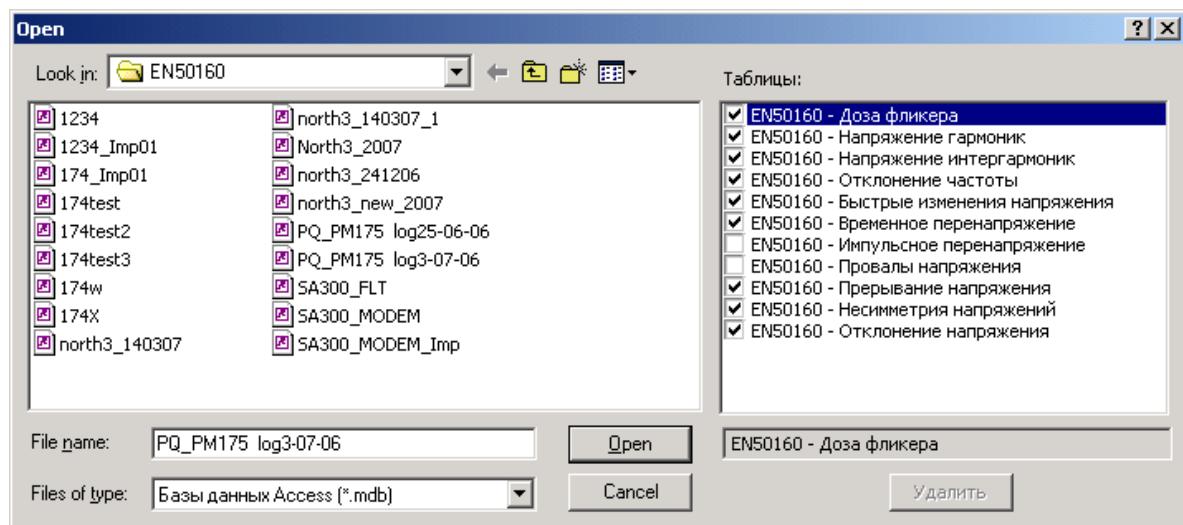 Open
Look in: EN50160
Таблицы:
1234
1234_Imp01
174_Imp01
174test
174test2
174test3
174w
174X
north3_140307
north3_140307_1
North3_2007
north3_241206
north3_new_2007
PQ_PM175 log25-06-06
PQ_PM175 log3-07-06
SA300_FLT
SA300_MODEM
SA300_MODEM_Imp
EN50160 - Доза фликера
EN50160 - Напряжение гармоник
EN50160 - Напряжение интергармоник
EN50160 - Отклонение частоты
EN50160 - Быстрые изменения напряжения
EN50160 - Временное перенапряжение
EN50160 - Импульсное перенапряжение
EN50160 - Провалы напряжения
EN50160 - Прерывание напряжения
EN50160 - Несимметрия напряжений
EN50160 - Отклонение напряжения
File name: PQ_PM175 log3-07-06 Open EN50160 - Доза фликера
Files of type: Базы данных Access (*.mdb) Cancel Удалить